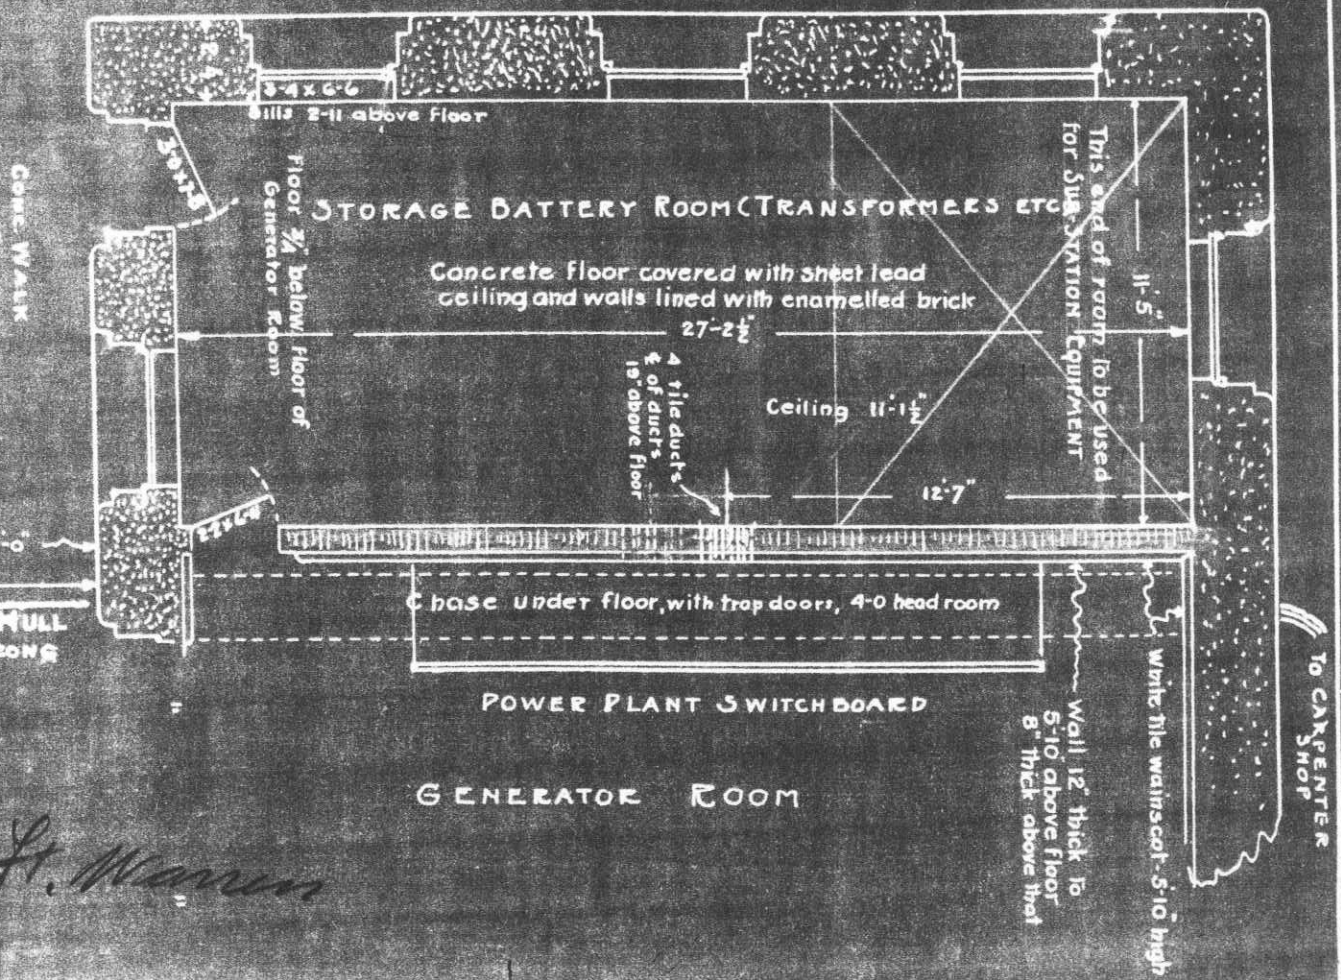 3-4 x 6-6
Sills 2-11 above floor
CONC. WALK
Floor 3/4 below floor of
Generator Room
STORAGE BATTERY ROOM (TRANSFORMERS ETC
This end of room to be used
for SUB STATION EQUIPMENT
11'-5"
Concrete floor covered with sheet lead
ceiling and walls lined with enamelled brick
27'-2½"
4 tile ducts
℄ of ducts
19" above floor
Ceiling 11'-1½"
12'-7"
Chase under floor, with trap doors, 4-0 head room
POWER PLANT SWITCHBOARD
Wall 12" thick to
5'-10" above floor
8" thick above that
White tile wainscot 5'-10" high
TO CARPENTER
SHOP
GENERATOR ROOM
Ft. Warren